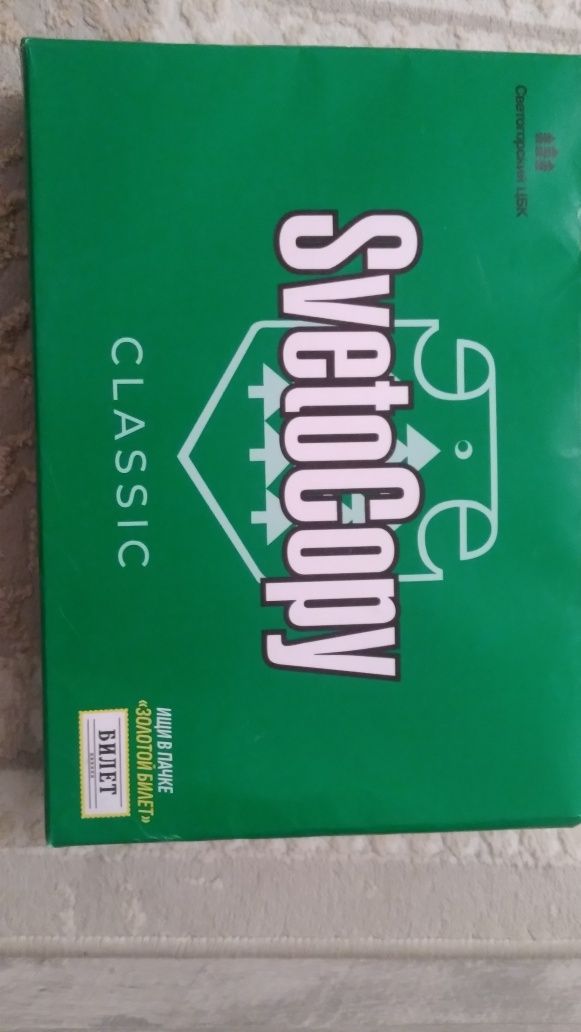 Светогорский ЦБК
SvetoCopy
CLASSIC
ИЩИ В ПАЧКЕ
«ЗОЛОТОЙ БИЛЕТ»
БИЛЕТ